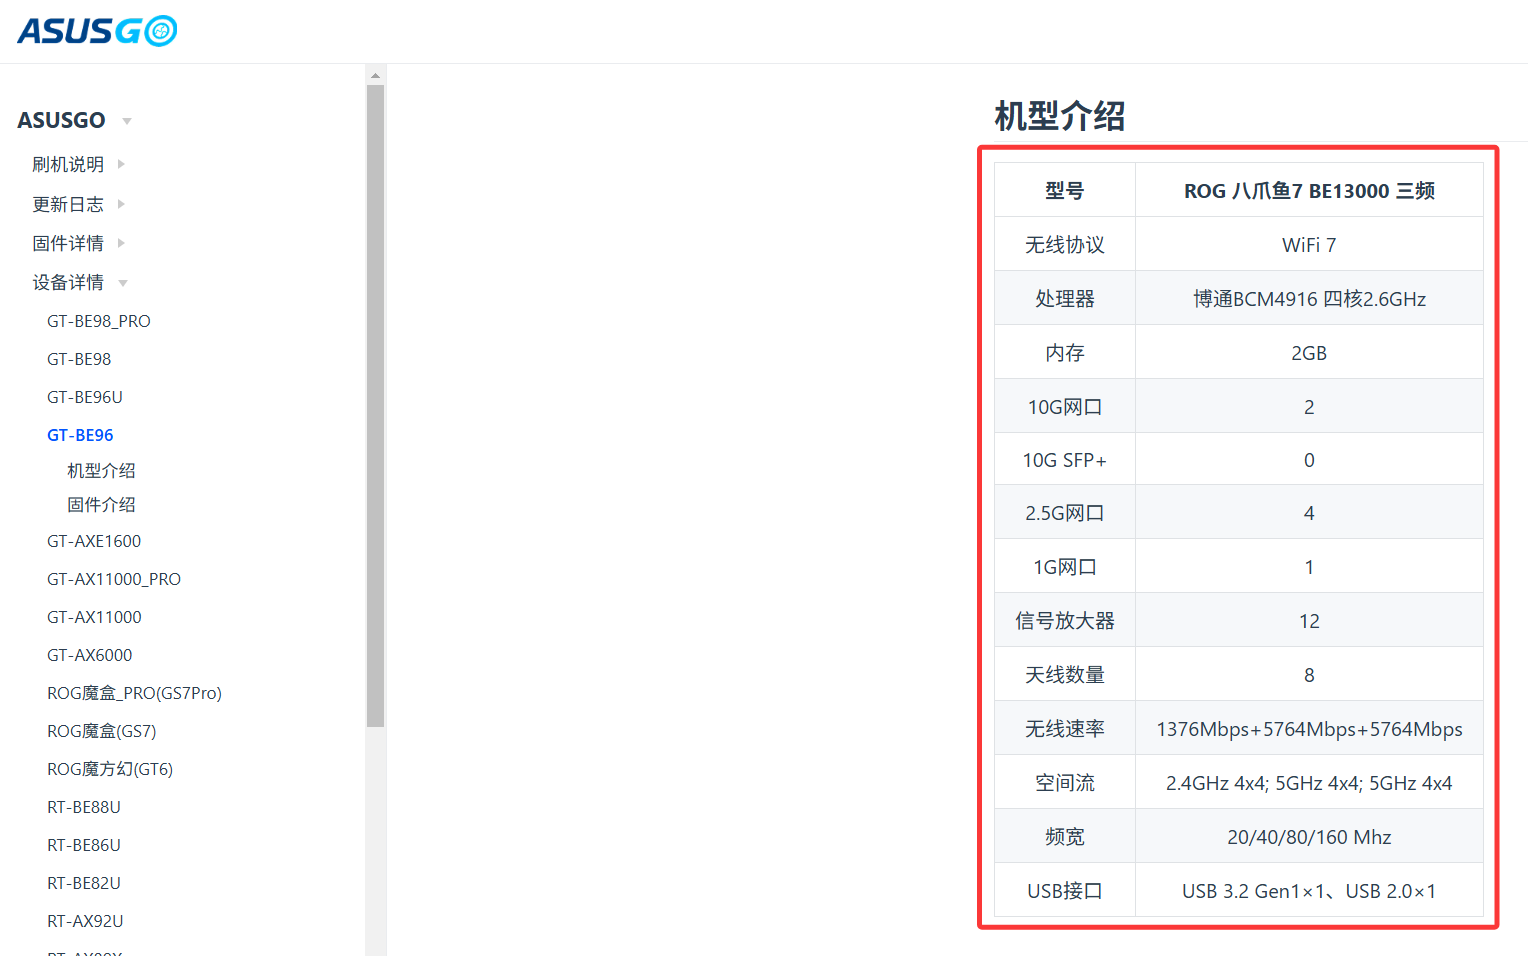 ASUSGO
ASUSGO
刷机说明
更新日志
固件详情
设备详情
GT-BE98_PRO
GT-BE98
GT-BE96U
GT-BE96
机型介绍
固件介绍
GT-AXE1600
GT-AX11000_PRO
GT-AX11000
GT-AX6000
ROG魔盒_PRO(GS7Pro)
ROG魔盒(GS7)
ROG魔方幻(GT6)
RT-BE88U
RT-BE86U
RT-BE82U
RT-AX92U
机型介绍
型号 ROG 八爪鱼7 BE13000 三频
无线协议 WiFi 7
处理器 博通BCM4916 四核2.6GHz
内存 2GB
10G网口 2
10G SFP+ 0
2.5G网口 4
1G网口 1
信号放大器 12
天线数量 8
无线速率 1376Mbps+5764Mbps+5764Mbps
空间流 2.4GHz 4x4; 5GHz 4x4; 5GHz 4x4
频宽 20/40/80/160 Mhz
USB接口 USB 3.2 Gen1×1、USB 2.0×1